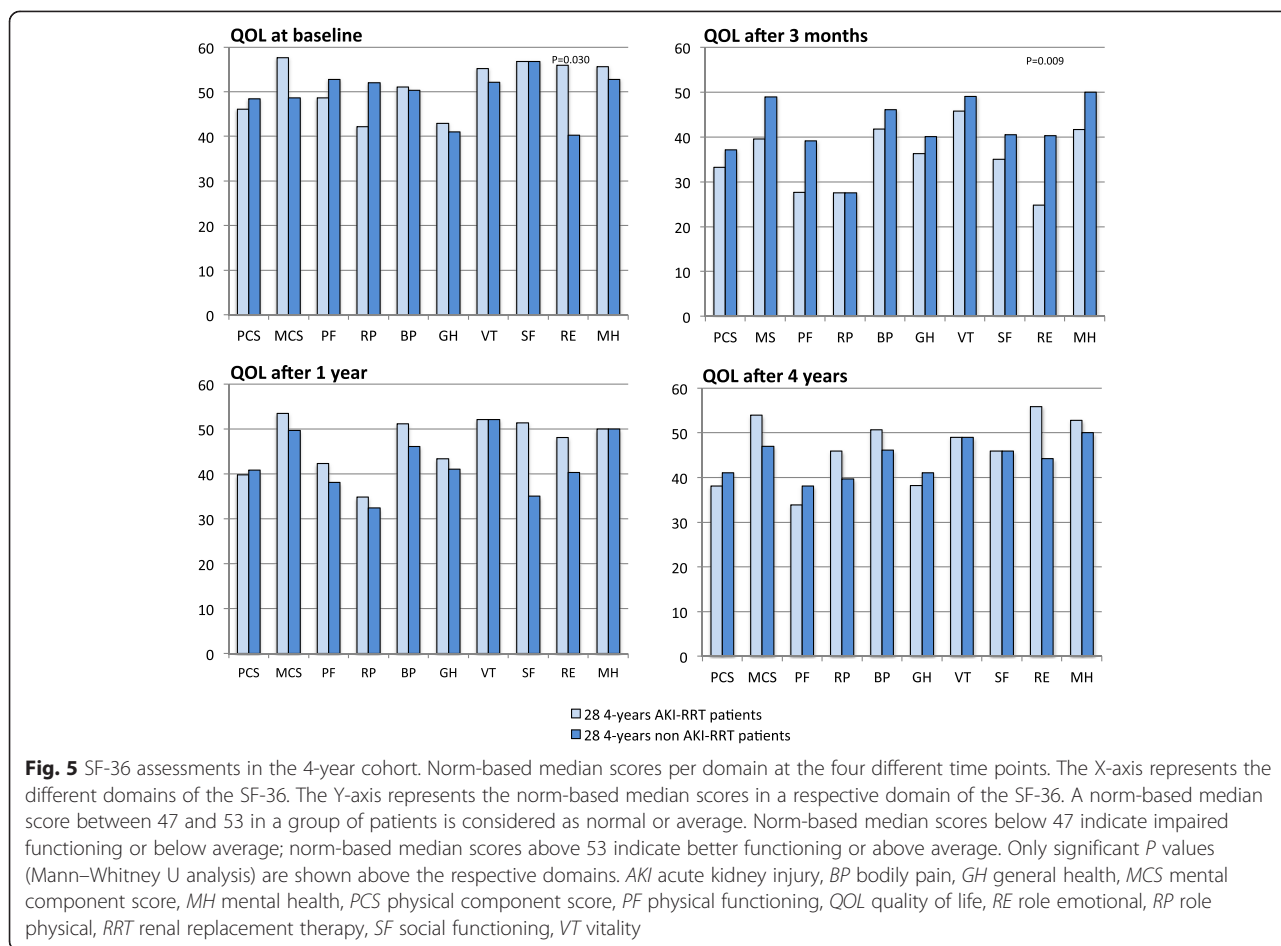 QOL at baseline
60
50
40
30
20
10
0
P=0.030
PCS MCS PF RP BP GH VT SF RE MH
QOL after 3 months
60
50
40
30
20
10
0
P=0.009
PCS MS PF RP BP GH VT SF RE MH
QOL after 1 year
60
50
40
30
20
10
0
PCS MCS PF RP BP GH VT SF RE MH
QOL after 4 years
60
50
40
30
20
10
0
PCS MCS PF RP BP GH VT SF RE MH
28 4-years AKI-RRT patients
28 4-years non AKI-RRT patients
Fig. 5 SF-36 assessments in the 4-year cohort. Norm-based median scores per domain at the four different time points. The X-axis represents the
different domains of the SF-36. The Y-axis represents the norm-based median scores in a respective domain of the SF-36. A norm-based median
score between 47 and 53 in a group of patients is considered as normal or average. Norm-based median scores below 47 indicate impaired
functioning or below average; norm-based median scores above 53 indicate better functioning or above average. Only significant P values
(Mann–Whitney U analysis) are shown above the respective domains. AKI acute kidney injury, BP bodily pain, GH general health, MCS mental
component score, MH mental health, PCS physical component score, PF physical functioning, QOL quality of life, RE role emotional, RP role
physical, RRT renal replacement therapy, SF social functioning, VT vitality